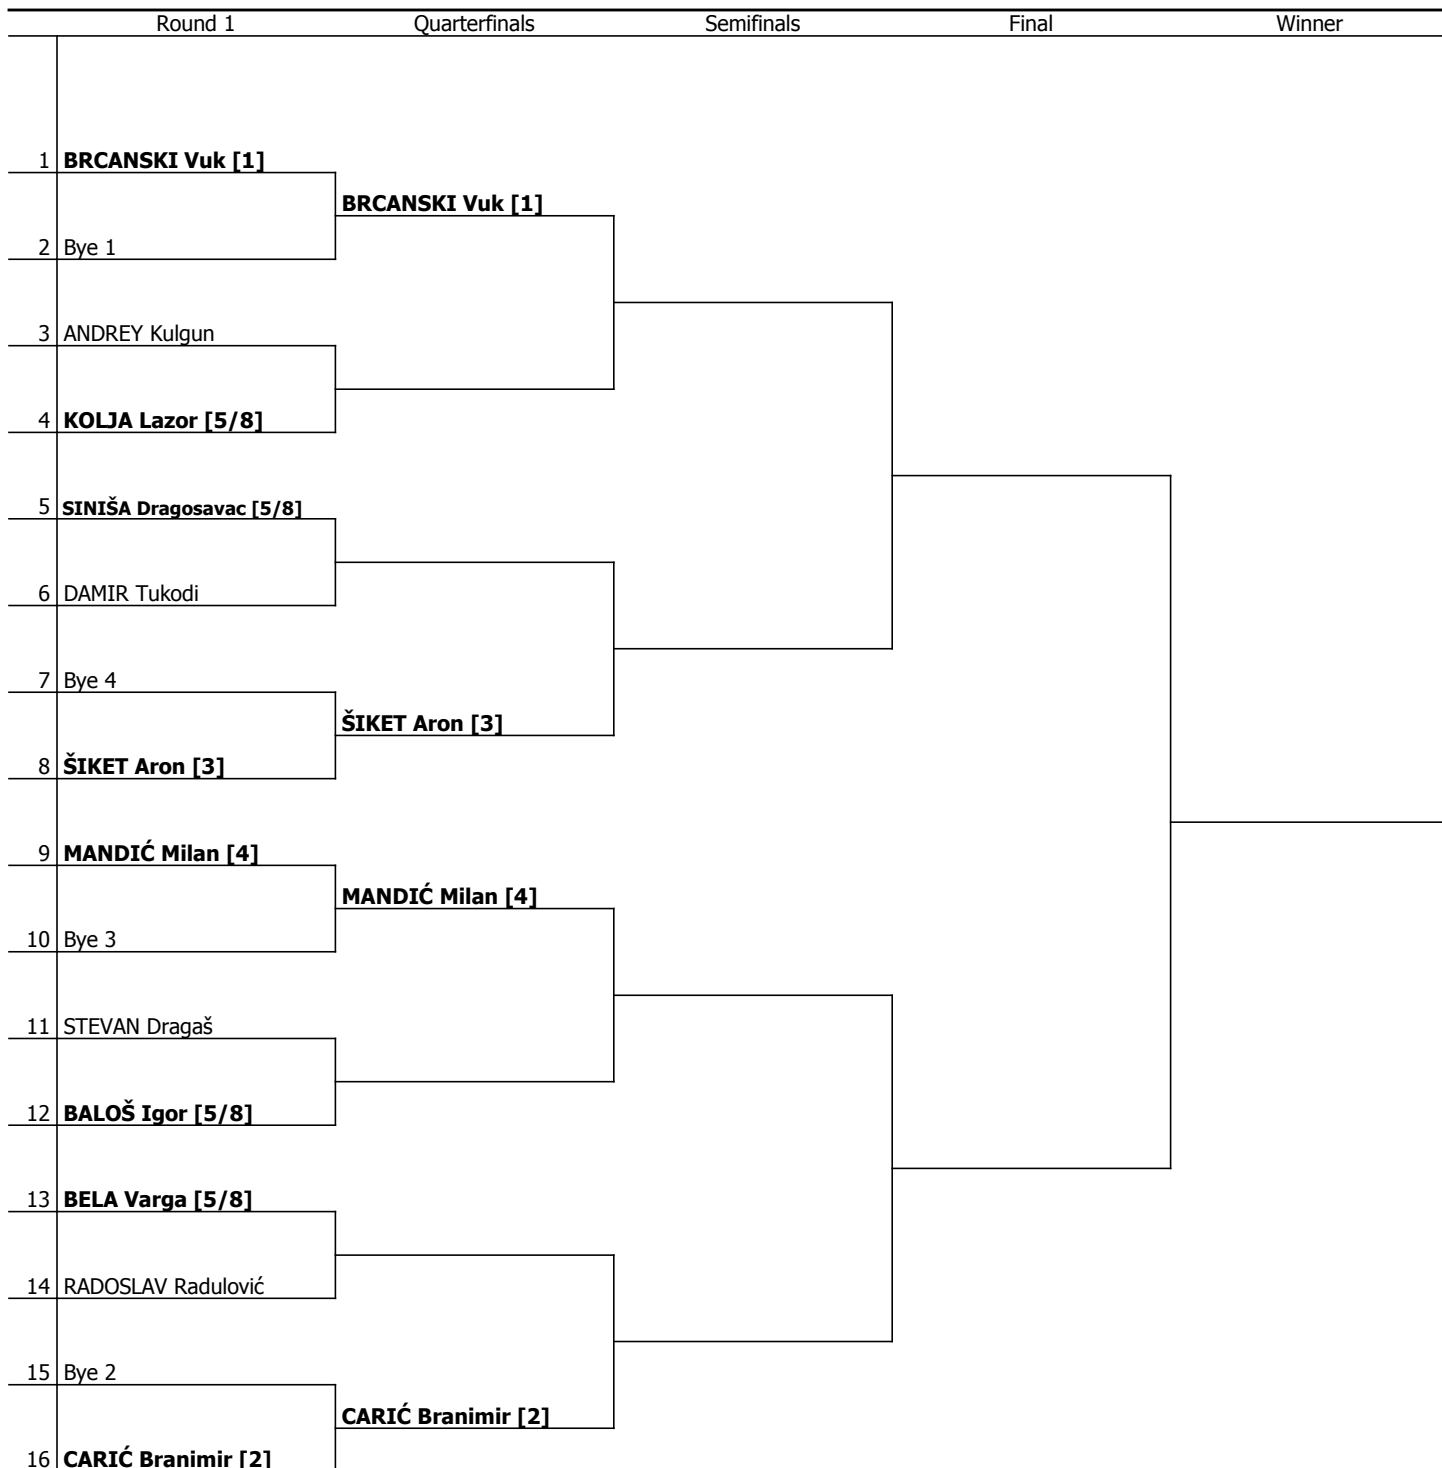 Round 1 Quarterfinals Semifinals Final Winner
1 BRCANSKI Vuk [1]
BRCANSKI Vuk [1]
2 Bye 1
3 ANDREY Kulgun
4 KOLJA Lazor [5/8]
5 SINIŠA Dragosavac [5/8]
6 DAMIR Tukodi
7 Bye 4
ŠIKET Aron [3]
8 ŠIKET Aron [3]
9 MANDIĆ Milan [4]
MANDIĆ Milan [4]
10 Bye 3
11 STEVAN Dragaš
12 BALOŠ Igor [5/8]
13 BELA Varga [5/8]
14 RADOSLAV Radulović
15 Bye 2
CARIĆ Branimir [2]
16 CARIĆ Branimir [2]